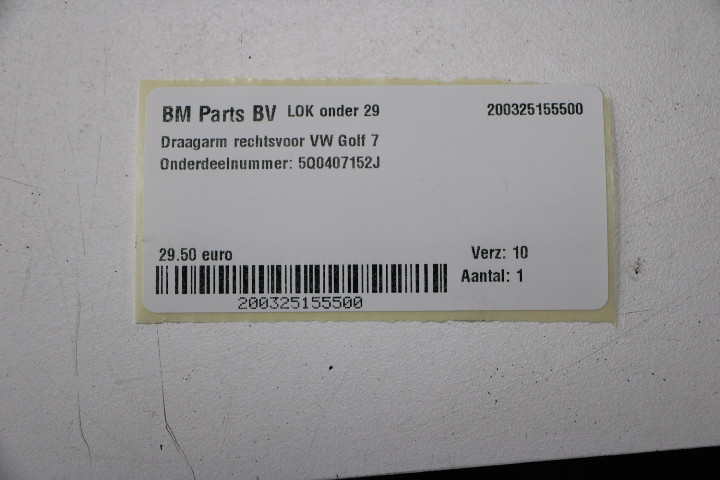 BM Parts BV LOK onder 29 200325155500
Draagarm rechtsvoor VW Golf 7
Onderdeelnummer: 5Q0407152J
29.50 euro Verz: 10
Aantal: 1
200325155500